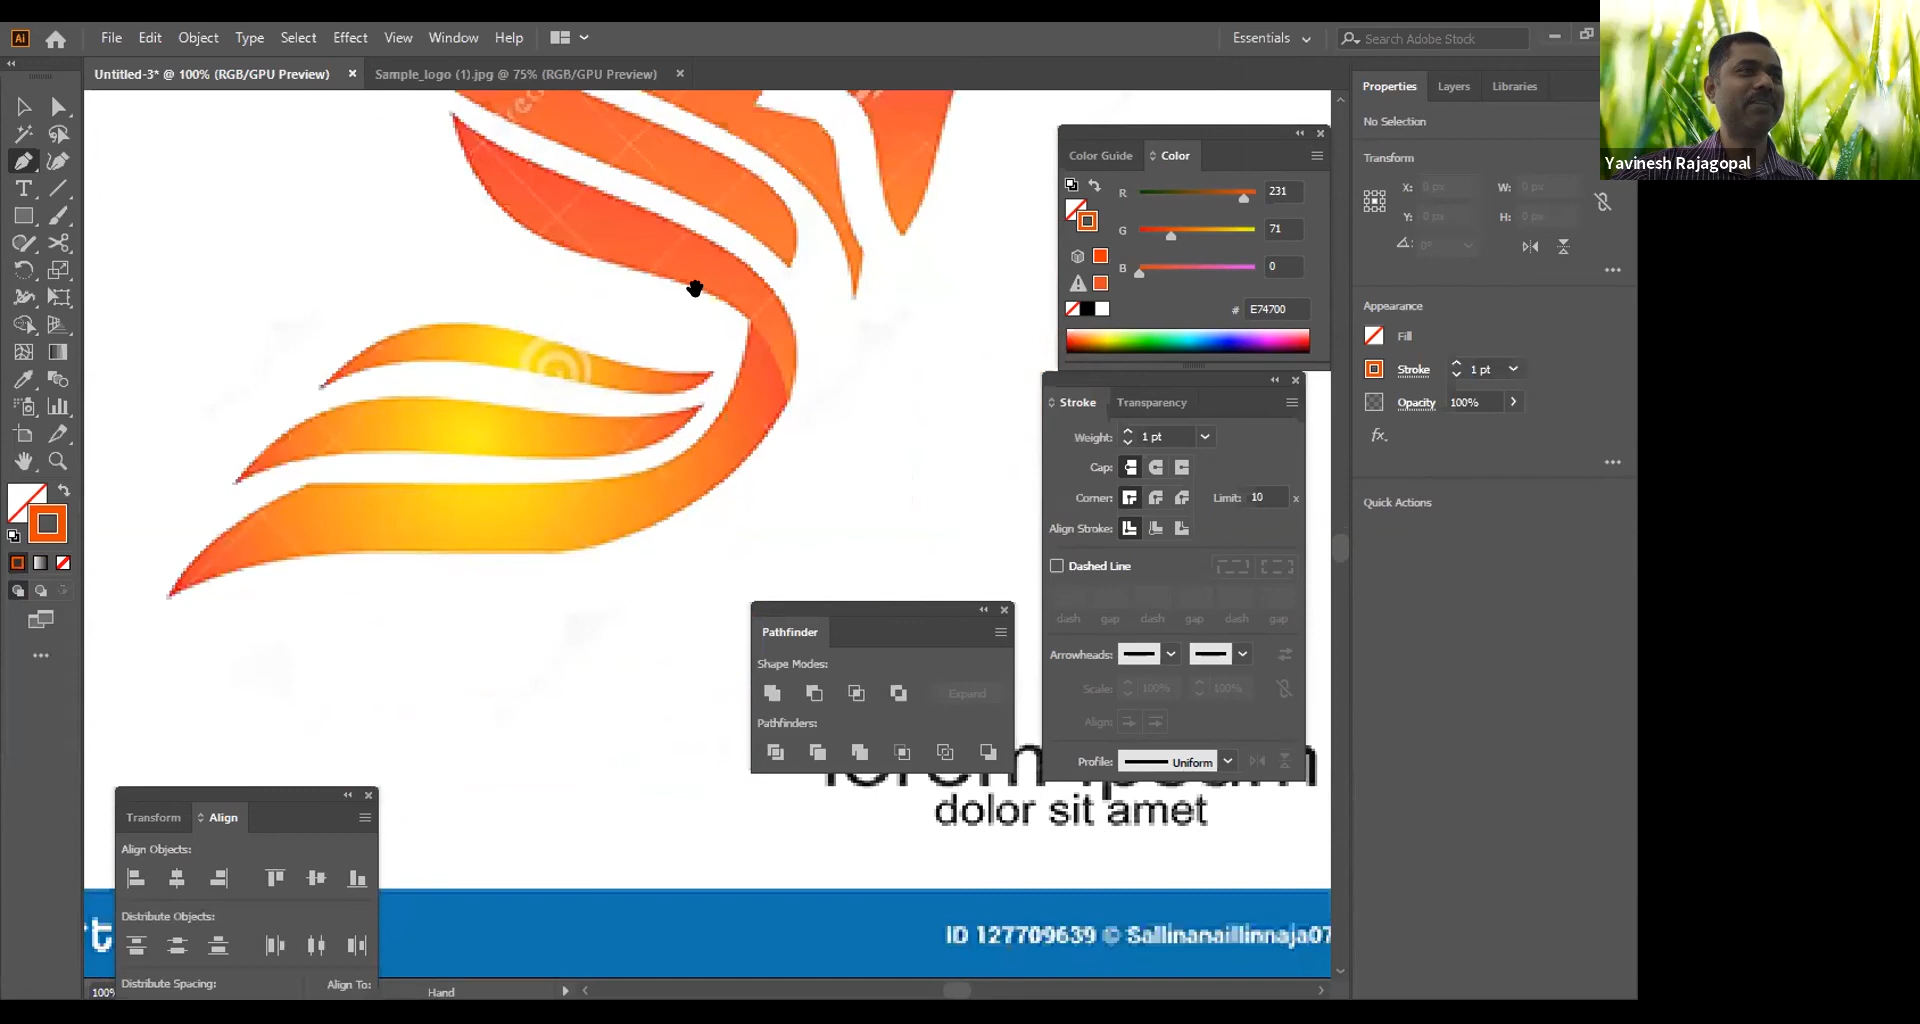 Ai File Edit Object Type Select Effect View Window Help Essentials Search Adobe Stock
Untitled-3* @ 100% (RGB/GPU Preview) × Sample_logo (1).jpg @ 75% (RGB/GPU Preview) ×
Yavinesh Rajagopal
Properties Layers Libraries
No Selection
Transform
X: 0 px W: 0 px
Y: 0 px H: 0 px
0°
Appearance
Fill
Stroke 1 pt
Opacity 100%
fx.
Quick Actions
Color Guide Color
R 231
G 71
B 0
# E74700
Stroke Transparency
Weight: 1 pt
Cap:
Corner: Limit: 10 x
Align Stroke:
Dashed Line
dash gap dash gap dash gap
Arrowheads:
Scale: 100% 100%
Align:
Profile: Uniform
Pathfinder
Shape Modes:
Expand
Pathfinders:
dolor sit amet
Transform Align
Align Objects:
Distribute Objects:
Distribute Spacing: Align To:
ID 127709639 © Sallinanaillinnaja07
100% Hand